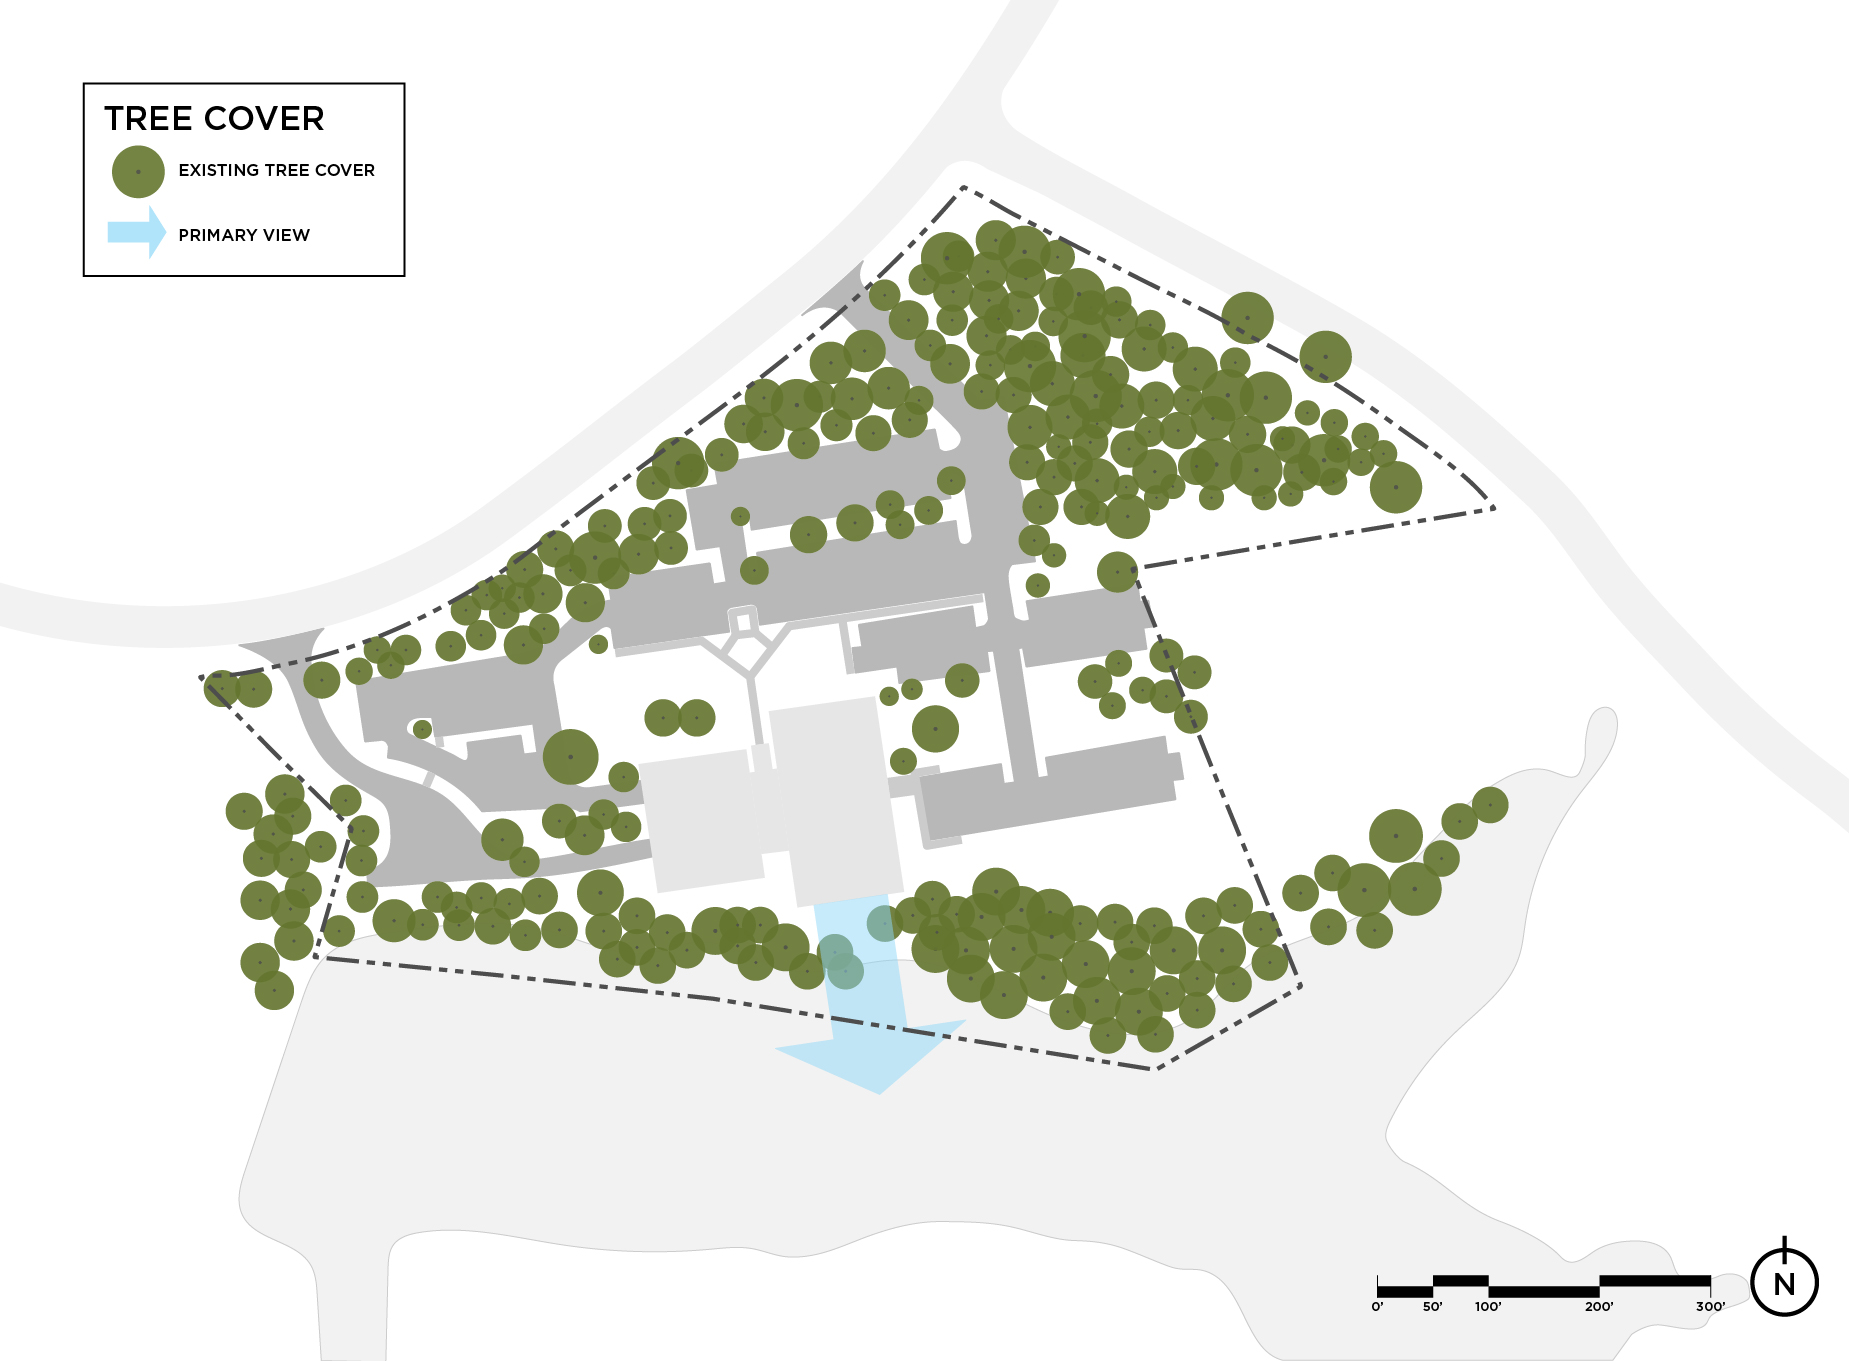 TREE COVER
EXISTING TREE COVER
PRIMARY VIEW
N
0' 50' 100' 200' 300'